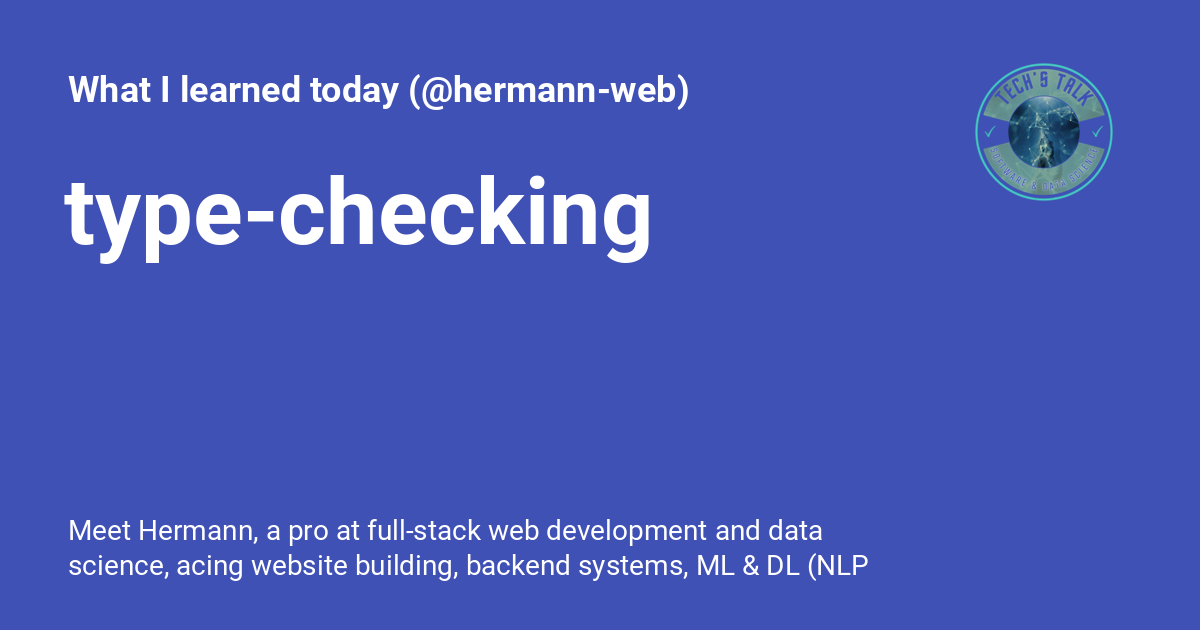 What I learned today (@hermann-web)
TECH'S TALK
SOFTWARE & DATA SCIENCE
type-checking
Meet Hermann, a pro at full-stack web development and data
science, acing website building, backend systems, ML & DL (NLP